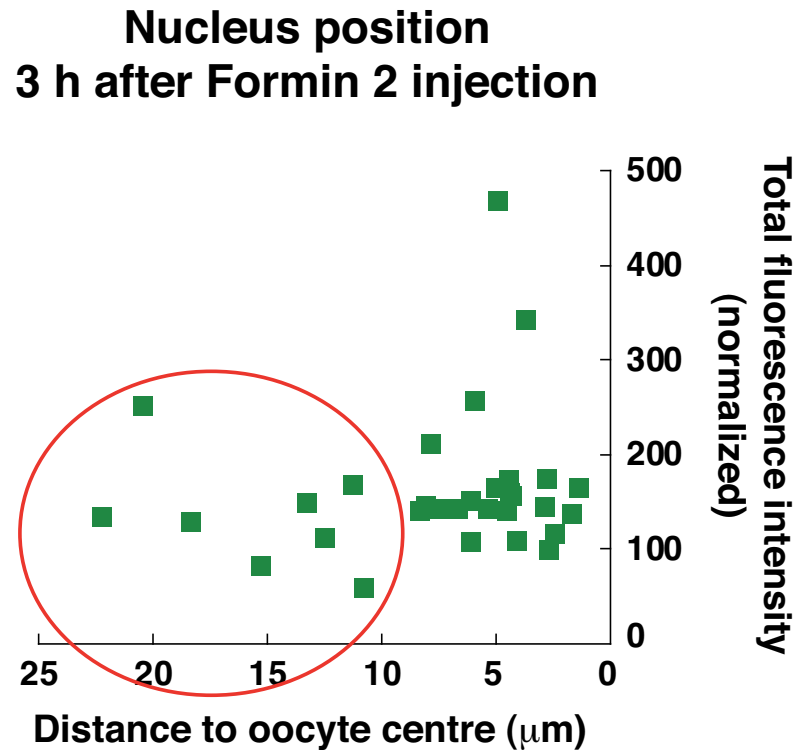 Nucleus position
3 h after Formin 2 injection
500
400
300
200
100
0
Total fluorescence intensity
(normalized)
25
20
15
10
5
0
Distance to oocyte centre (μm)